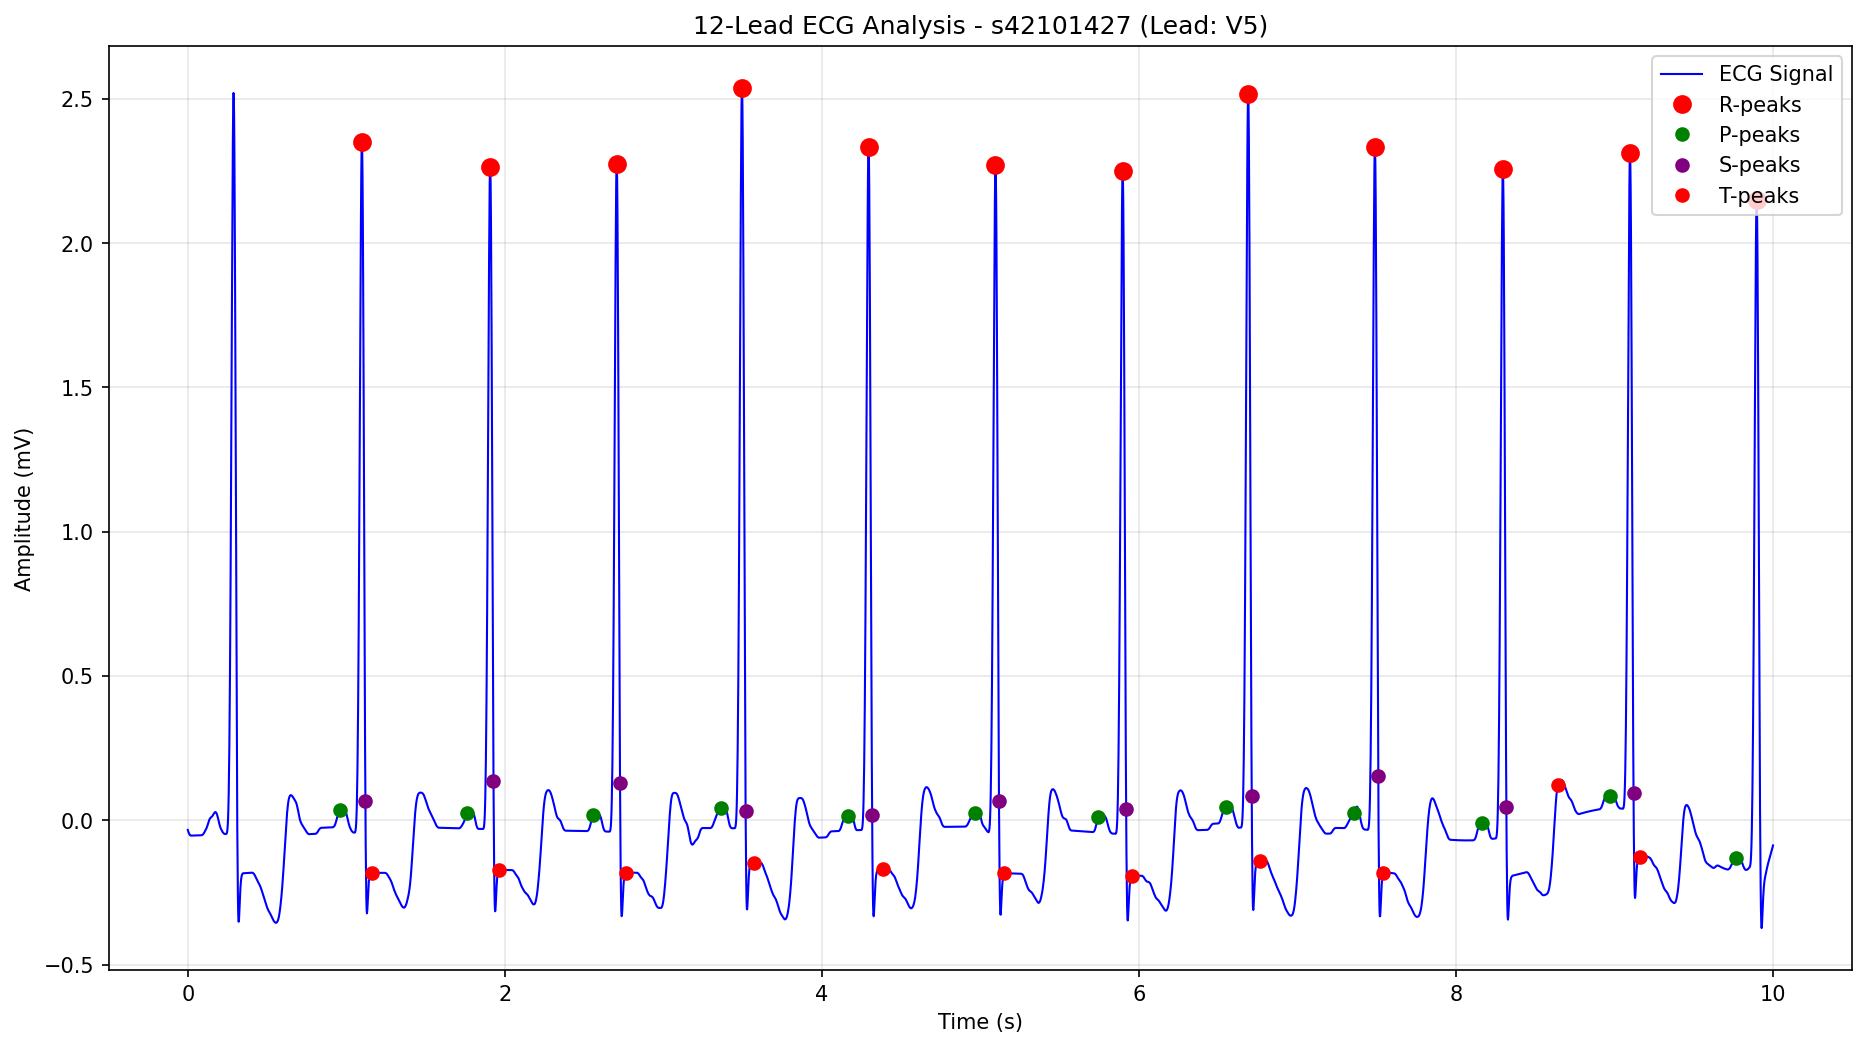 12-Lead ECG Analysis - s42101427 (Lead: V5)
ECG Signal
R-peaks
P-peaks
S-peaks
T-peaks
Amplitude (mV)
2.5
2.0
1.5
1.0
0.5
0.0
−0.5
0 2 4 6 8 10
Time (s)